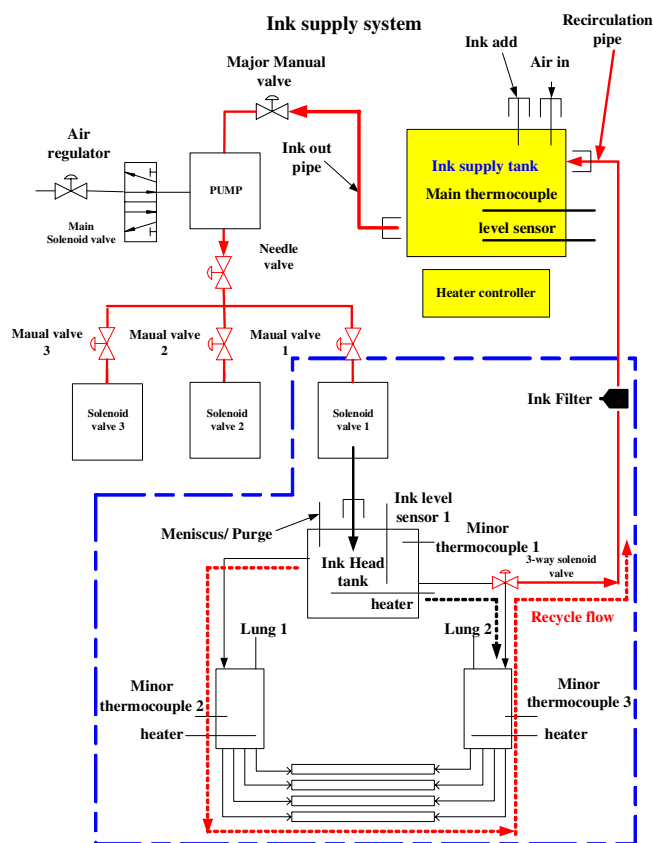 Ink supply system
Recirculation
pipe
Ink add
Air in
Major Manual
valve
Air
regulator
Ink out
pipe
Ink supply tank
Main thermocouple
level sensor
PUMP
Main
Solenoid valve
Needle
valve
Heater controller
Maual valve
3
Maual valve
2
Maual valve
1
Solenoid
valve 3
Solenoid
valve 2
Solenoid
valve 1
Ink Filter
Ink level
sensor 1
Meniscus/ Purge
Minor
thermocouple 1
Ink Head
tank
3-way solenoid
valve
heater
Recycle flow
Lung 1
Lung 2
Minor
thermocouple 2
Minor
thermocouple 3
heater
heater